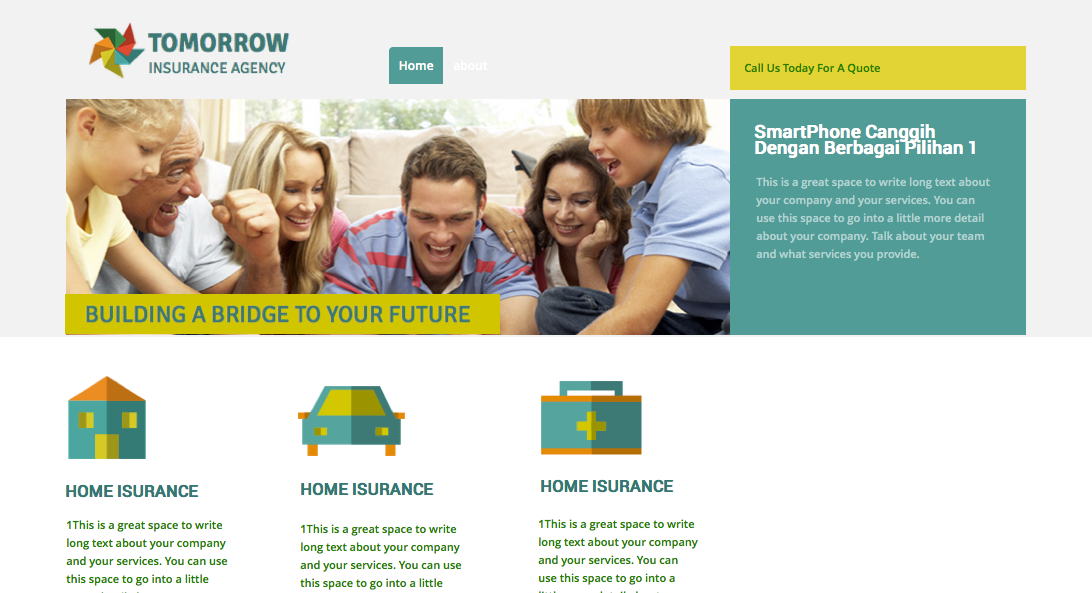 TOMORROW
INSURANCE AGENCY
Home
about
Call Us Today For A Quote
SmartPhone Canggih
Dengan Berbagai Pilihan 1
This is a great space to write long text about
your company and your services. You can
use this space to go into a little more detail
about your company. Talk about your team
and what services you provide.
BUILDING A BRIDGE TO YOUR FUTURE
HOME ISURANCE
1This is a great space to write
long text about your company
and your services. You can use
this space to go into a little
HOME ISURANCE
1This is a great space to write
long text about your company
and your services. You can use
this space to go into a little
HOME ISURANCE
1This is a great space to write
long text about your company
and your services. You can
use this space to go into a